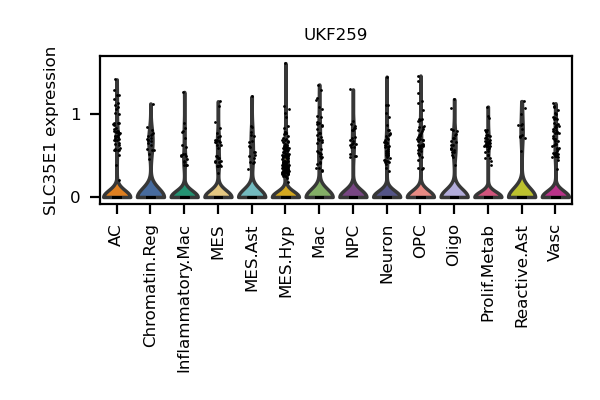 UKF259
SLC35E1 expression
1
0
AC
Chromatin.Reg
Inflammatory.Mac
MES
MES.Ast
MES.Hyp
Mac
NPC
Neuron
OPC
Oligo
Prolif.Metab
Reactive.Ast
Vasc